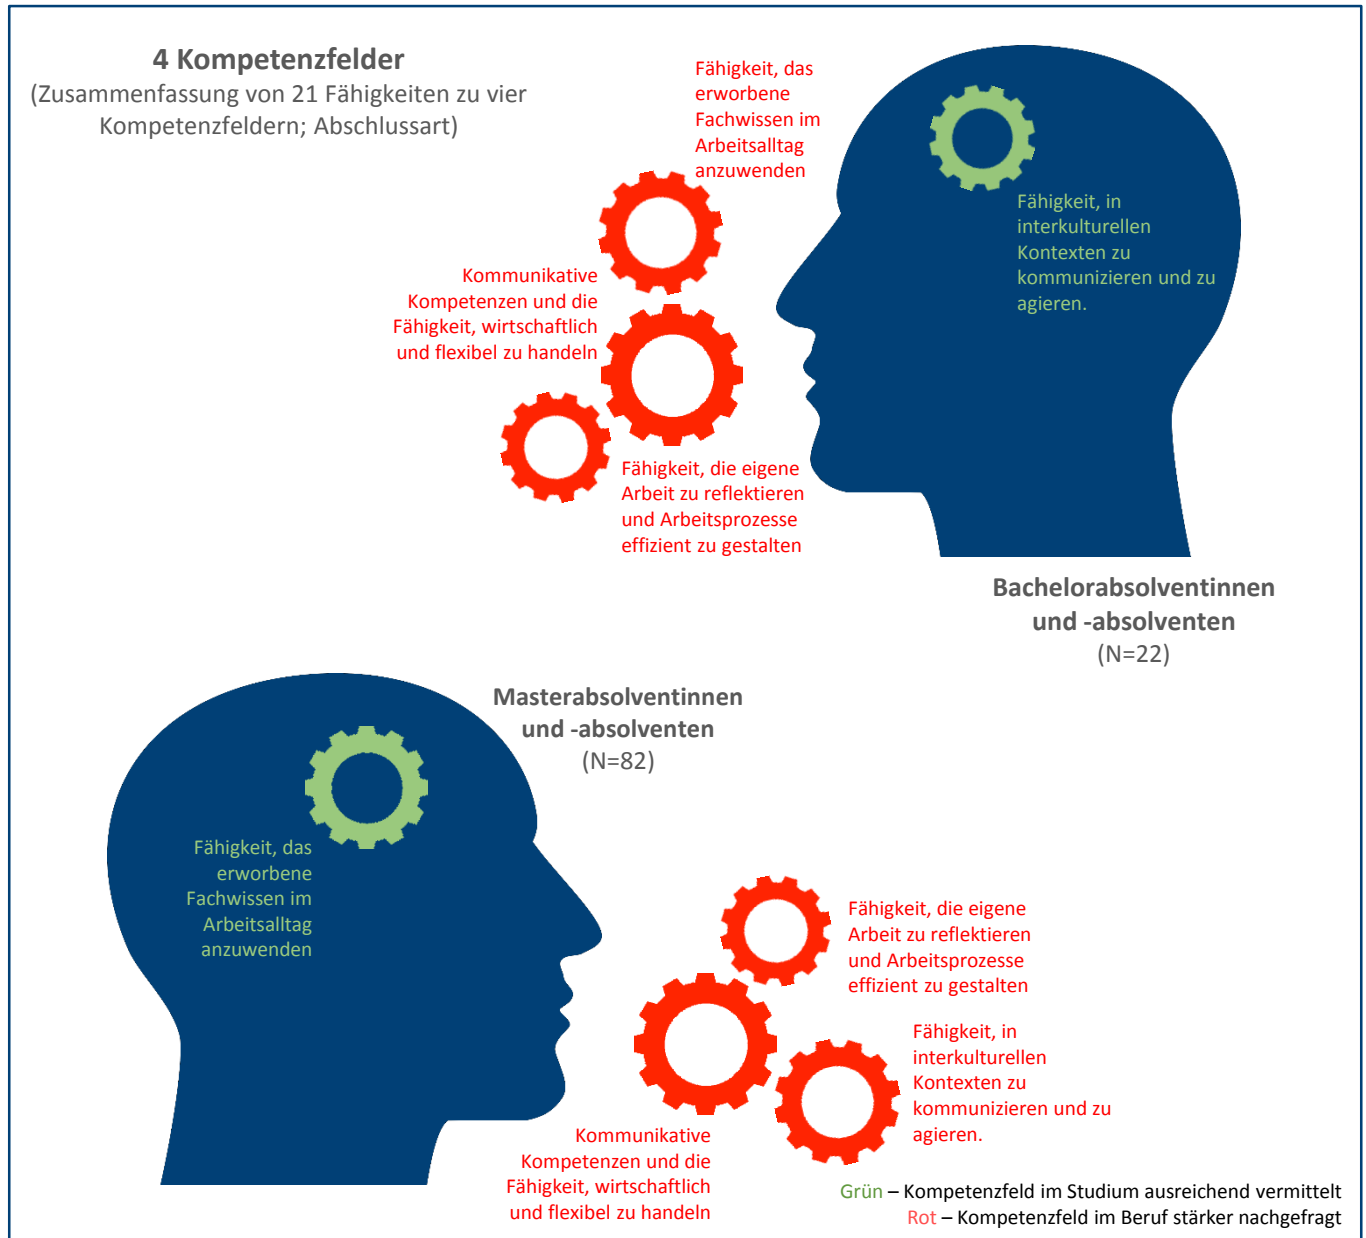 4 Kompetenzfelder
(Zusammenfassung von 21 Fähigkeiten zu vier
Kompetenzfeldern; Abschlussart)
Fähigkeit, das
erworbene
Fachwissen im
Arbeitsalltag
anzuwenden
Fähigkeit, in
interkulturellen
Kontexten zu
kommunizieren und zu
agieren.
Kommunikative
Kompetenzen und die
Fähigkeit, wirtschaftlich
und flexibel zu handeln
Fähigkeit, die eigene
Arbeit zu reflektieren
und Arbeitsprozesse
effizient zu gestalten
Bachelorabsolventinnen
und -absolventen
(N=22)
Masterabsolventinnen
und -absolventen
(N=82)
Fähigkeit, das
erworbene
Fachwissen im
Arbeitsalltag
anzuwenden
Fähigkeit, die eigene
Arbeit zu reflektieren
und Arbeitsprozesse
effizient zu gestalten
Fähigkeit, in
interkulturellen
Kontexten zu
kommunizieren und zu
agieren.
Kommunikative
Kompetenzen und die
Fähigkeit, wirtschaftlich
und flexibel zu handeln
Grün – Kompetenzfeld im Studium ausreichend vermittelt
Rot – Kompetenzfeld im Beruf stärker nachgefragt